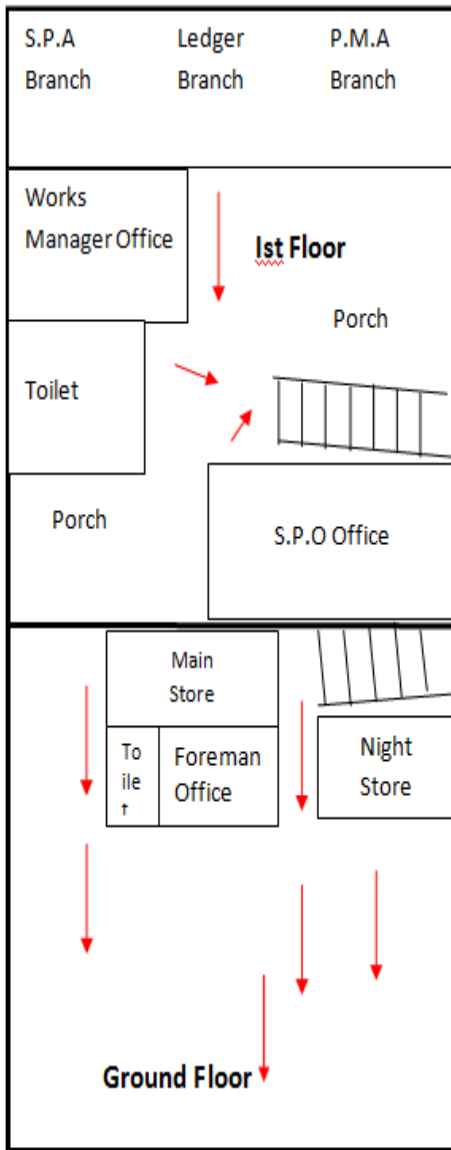 S.P.A Ledger P.M.A
Branch Branch Branch
Works
Manager Office
Ist Floor
Porch
Toilet
Porch
S.P.O Office
Main
Store
To
ile
t
Foreman
Office
Night
Store
Ground Floor